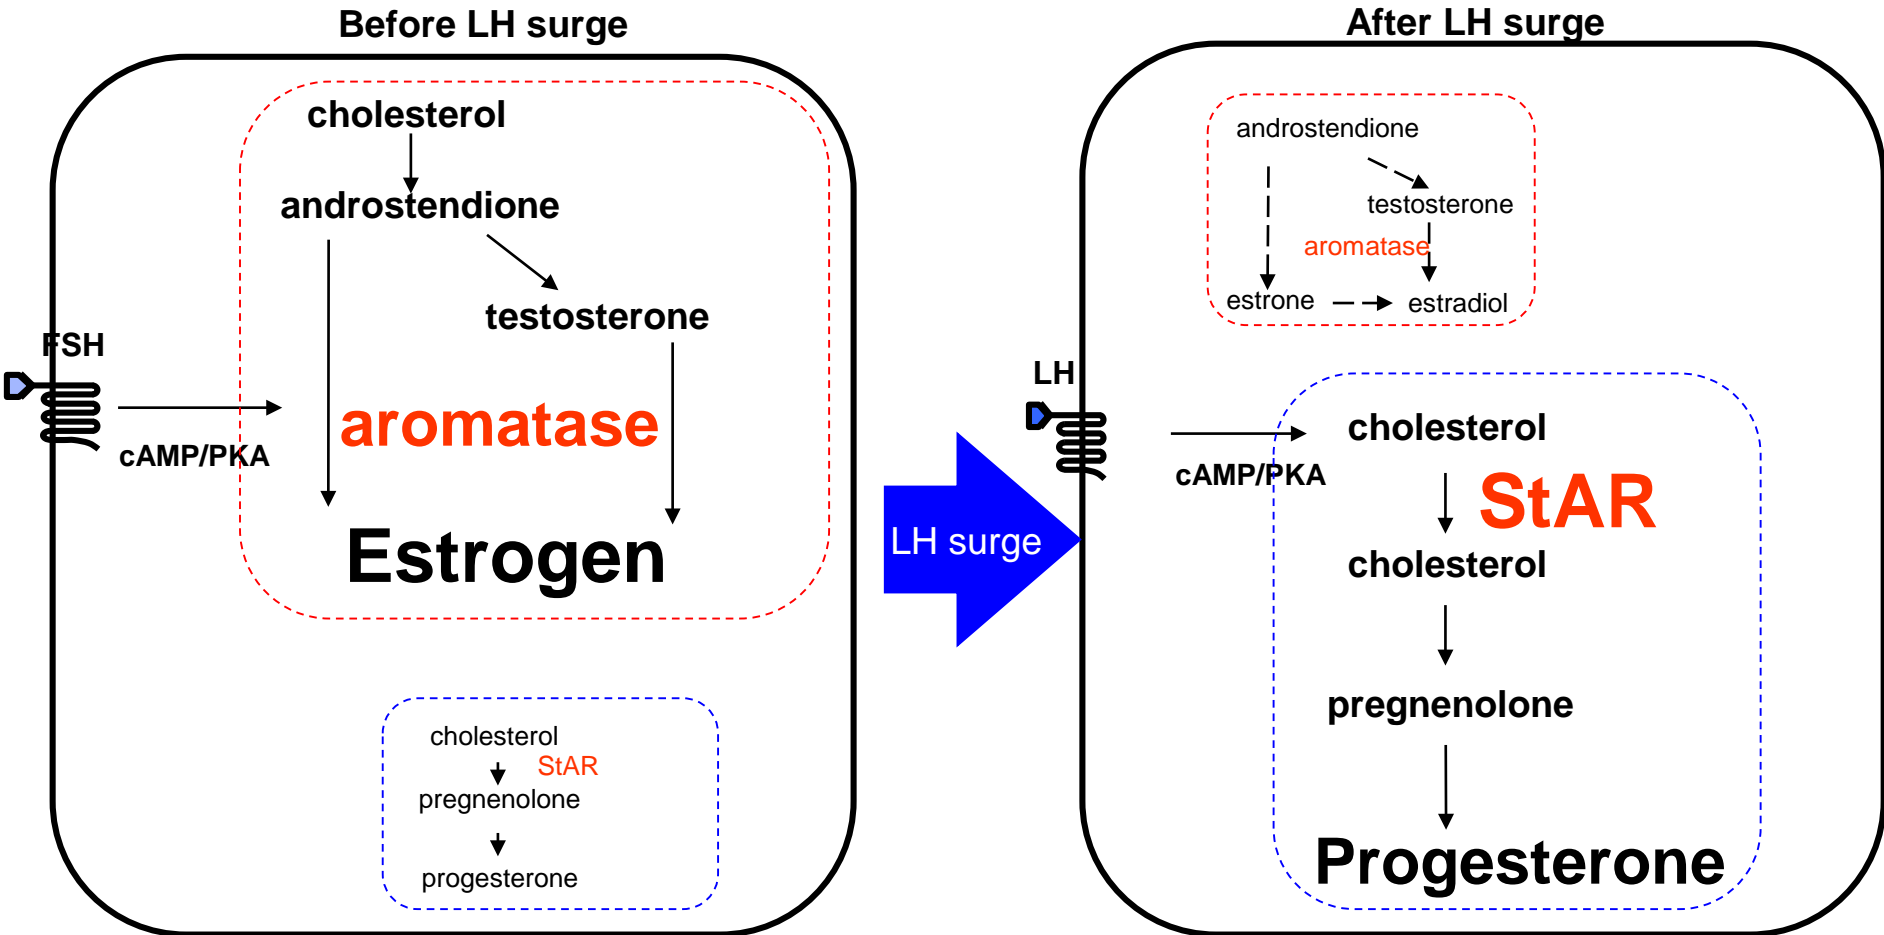 Before LH surge
cholesterol
androstendione
testosterone
FSH
cAMP/PKA
aromatase
Estrogen
cholesterol
StAR
pregnenolone
progesterone
LH surge
After LH surge
androstendione
testosterone
aromatase
estrone
estradiol
LH
cAMP/PKA
cholesterol
StAR
cholesterol
pregnenolone
Progesterone